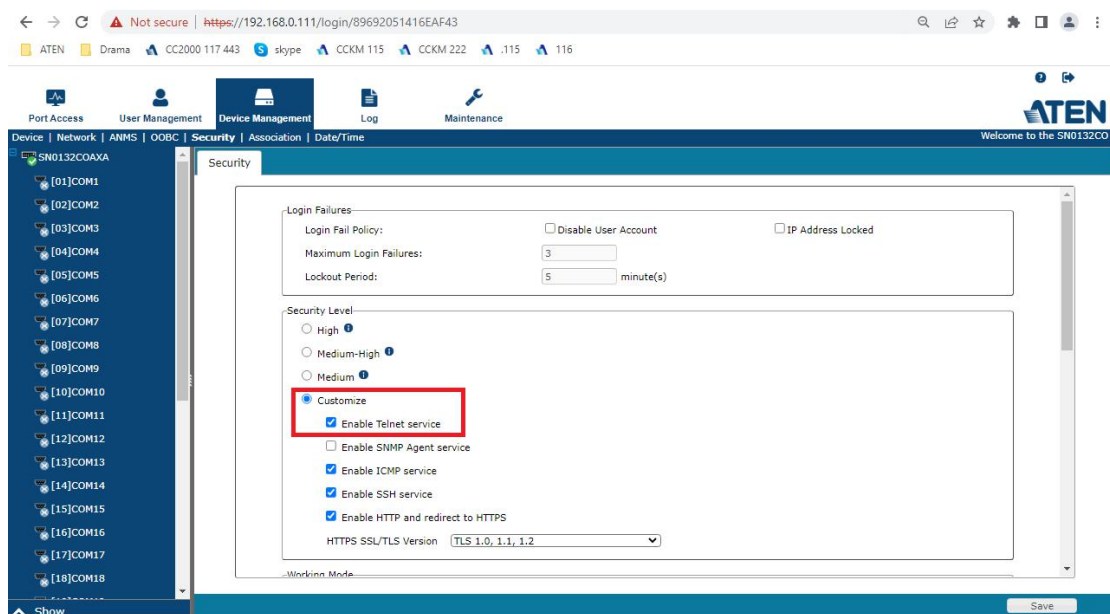 Not secure | https://192.168.0.111/login/89692051416EAF43
ATEN Drama CC2000 117 443 skype CCKM 115 CCKM 222 .115 116
Port Access User Management Device Management Log Maintenance
ATEN
Device | Network | ANMS | OOBC | Security | Association | Date/Time
Welcome to the SN0132CO
SN0132COAXA
[01]COM1
[02]COM2
[03]COM3
[04]COM4
[05]COM5
[06]COM6
[07]COM7
[08]COM8
[09]COM9
[10]COM10
[11]COM11
[12]COM12
[13]COM13
[14]COM14
[15]COM15
[16]COM16
[17]COM17
[18]COM18
Show
Security
Login Failures
Login Fail Policy: Disable User Account IP Address Locked
Maximum Login Failures: 3
Lockout Period: 5 minute(s)
Security Level
High
Medium-High
Medium
Customize
Enable Telnet service
Enable SNMP Agent service
Enable ICMP service
Enable SSH service
Enable HTTP and redirect to HTTPS
HTTPS SSL/TLS Version TLS 1.0, 1.1, 1.2
Working Mode
Save